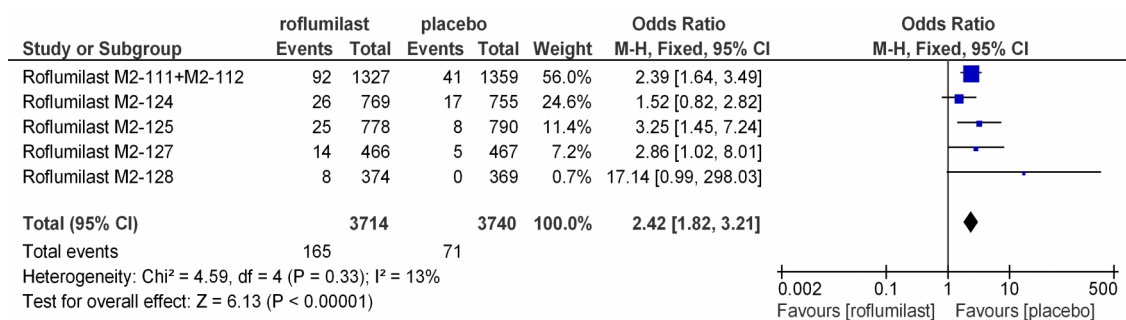 roflumilast placebo Odds Ratio Odds Ratio
Study or Subgroup Events Total Events Total Weight M-H, Fixed, 95% CI M-H, Fixed, 95% CI
Roflumilast M2-111+M2-112 92 1327 41 1359 56.0% 2.39 [1.64, 3.49]
Roflumilast M2-124 26 769 17 755 24.6% 1.52 [0.82, 2.82]
Roflumilast M2-125 25 778 8 790 11.4% 3.25 [1.45, 7.24]
Roflumilast M2-127 14 466 5 467 7.2% 2.86 [1.02, 8.01]
Roflumilast M2-128 8 374 0 369 0.7% 17.14 [0.99, 298.03]
Total (95% CI) 3714 3740 100.0% 2.42 [1.82, 3.21]
Total events 165 71
Heterogeneity: Chi² = 4.59, df = 4 (P = 0.33); I² = 13%
Test for overall effect: Z = 6.13 (P < 0.00001)
0.002 0.1 1 10 500
Favours [roflumilast] Favours [placebo]